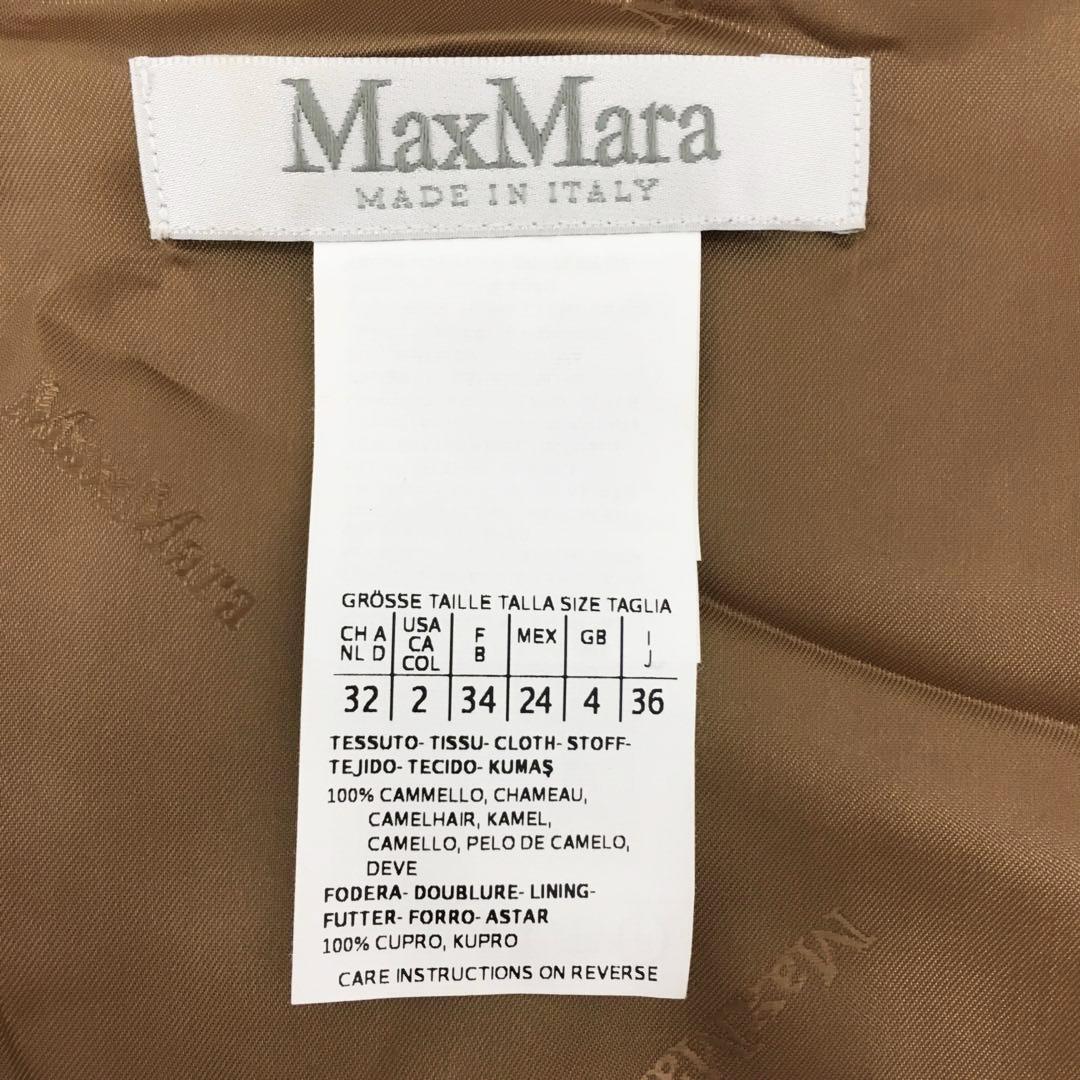 MaxMara
MADE IN ITALY
GRÖSSE TAILLE TALLA SIZE TAGLIA
CH A NL D | USA CA COL | F B | MEX | GB | I J
32 | 2 | 34 | 24 | 4 | 36
TESSUTO- TISSU- CLOTH- STOFF-
TEJIDO- TECIDO- KUMAŞ
100% CAMMELLO, CHAMEAU,
CAMELHAIR, KAMEL,
CAMELLO, PELO DE CAMELO,
DEVE
FODERA- DOUBLURE- LINING-
FUTTER- FORRO- ASTAR
100% CUPRO, KUPRO
CARE INSTRUCTIONS ON REVERSE
MaxMara
MaxMara